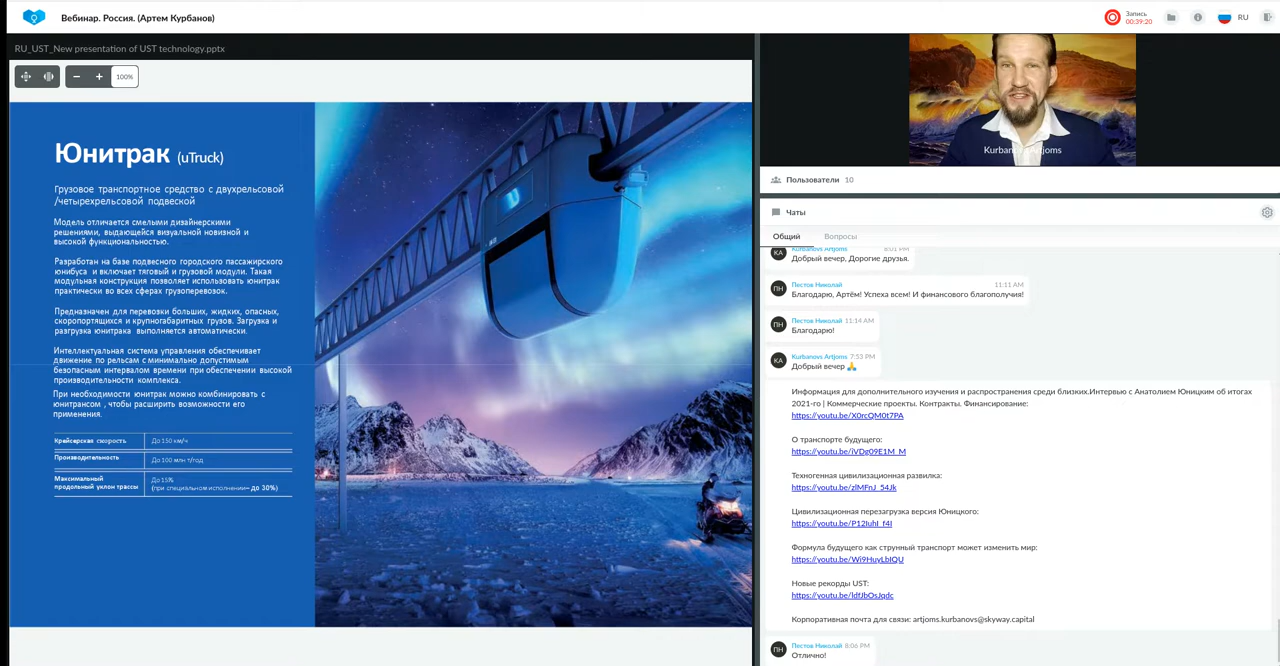 Вебинар. Россия. (Артем Курбанов)
Запись
00:39:20
RU
RU_UST_New presentation of UST technology.pptx
100%
Юнитрак (uTruck)
Грузовое транспортное средство с двухрельсовой
/четырехрельсовой подвеской
Модель отличается смелыми дизайнерскими
решениями, выдающейся визуальной новизной и
высокой функциональностью.
Разработан на базе подвесного городского пассажирского
юнибуса и включает тяговый и грузовой модули. Такая
модульная конструкция позволяет использовать юнитрак
практически во всех сферах грузоперевозок.
Предназначен для перевозки больших, жидких, опасных,
скоропортящихся и крупногабаритных грузов. Загрузка и
разгрузка юнитрака выполняется автоматически.
Интеллектуальная система управления обеспечивает
движение по рельсам с минимально допустимым
безопасным интервалом времени при обеспечении высокой
производительности комплекса.
При необходимости юнитрак можно комбинировать с
юнитрансом , чтобы расширить возможности его
применения
Крейсерская скорость До 150 км/ч
Производительность До 100 млн т/год
Максимальный
продольный уклон трассы
До 15%
(при специальном исполнении— до 30%)
Пользователи 10
Чаты
Общий Вопросы
KA
Kurbanovs Artjoms 8:01 PM
Добрый вечер, Дорогие друзья.
ПН
Пестов Николай 11:11 AM
Благодарю, Артём! Успеха всем! И финансового благополучия!
ПН
Пестов Николай 11:14 AM
Благодарю!
KA
Kurbanovs Artjoms 7:53 PM
Добрый вечер 🙏
Информация для дополнительного изучения и распространения среди близких.Интервью с Анатолием Юницким об итогах
2021-го | Коммерческие проекты. Контракты. Финансирование:
https://youtu.be/X0rcQM0t7PA
О транспорте будущего:
https://youtu.be/iVDg09E1M_M
Техногенная цивилизационная развилка:
https://youtu.be/zlMFnJ_54Jk
Цивилизационная перезагрузка версия Юницкого:
https://youtu.be/P12IuhI_f4I
Формула будущего как струнный транспорт может изменить мир:
https://youtu.be/Wi9HuyLbIQU
Новые рекорды UST:
https://youtu.be/ldfJbOsJqdc
Корпоративная почта для связи: artjoms.kurbanovs@skyway.capital
ПН
Пестов Николай 8:06 PM
Отлично!